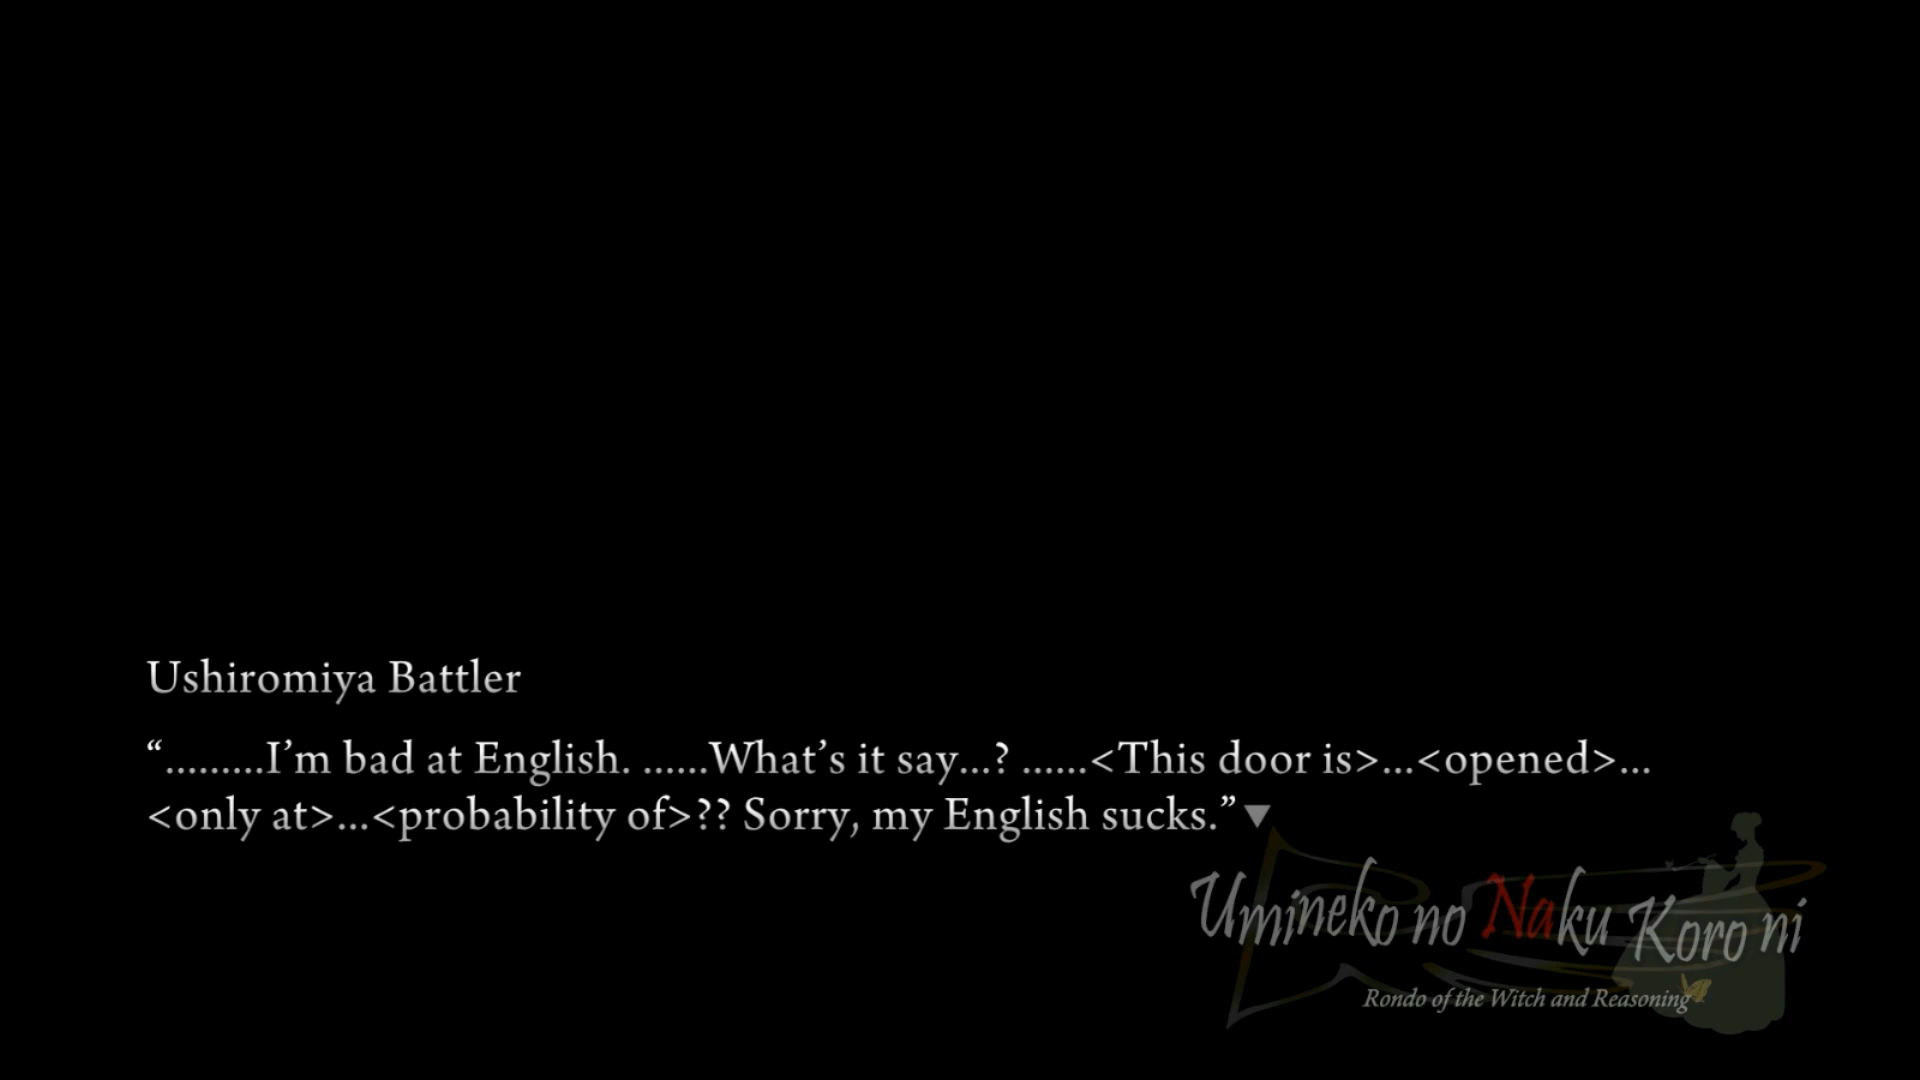 Ushiromiya Battler
“.........I’m bad at English. ......What’s it say...? ......<This door is>...<opened>...
<only at>...<probability of>?? Sorry, my English sucks.”
Umineko no Naku Koro ni
Rondo of the Witch and Reasoning